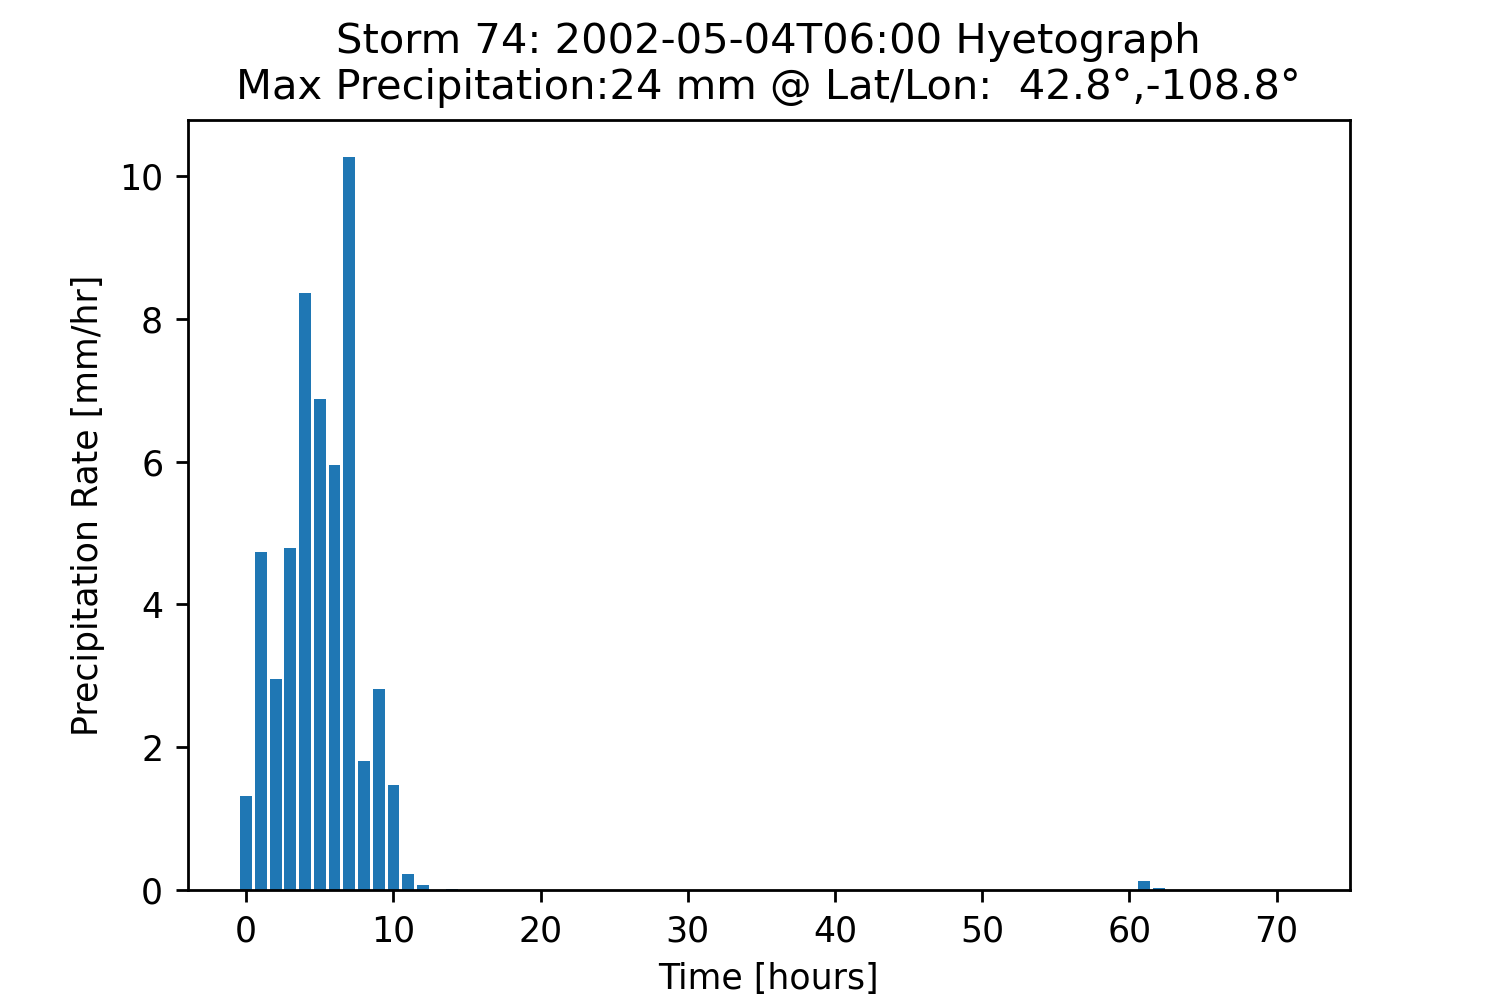 Storm 74: 2002-05-04T06:00 Hyetograph
Max Precipitation:24 mm @ Lat/Lon:  42.8°,-108.8°
10
8
6
4
2
0
Precipitation Rate [mm/hr]
0 10 20 30 40 50 60 70
Time [hours]